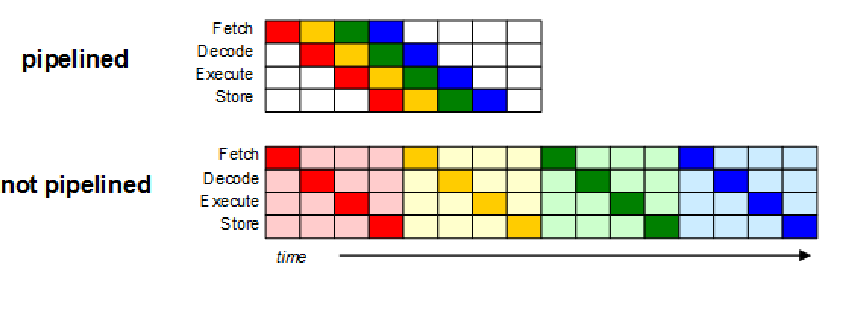 pipelined
Fetch
Decode
Execute
Store
not pipelined
Fetch
Decode
Execute
Store
time